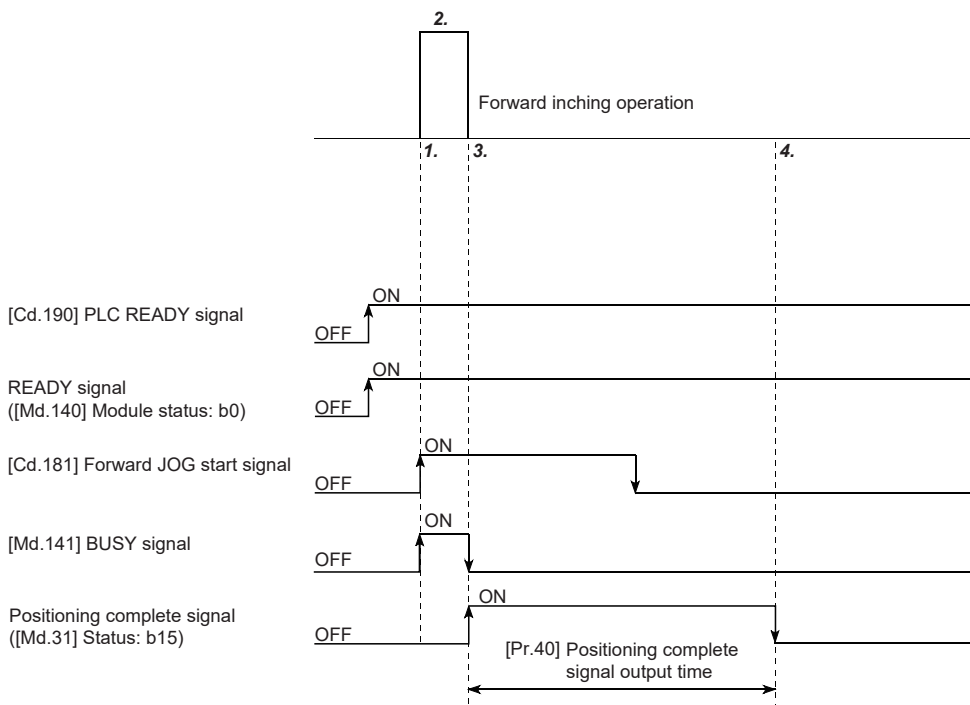 2.
Forward inching operation
1.
3.
4.
ON
[Cd.190] PLC READY signal
OFF
ON
READY signal
([Md.140] Module status: b0)
OFF
ON
[Cd.181] Forward JOG start signal
OFF
ON
[Md.141] BUSY signal
OFF
ON
Positioning complete signal
([Md.31] Status: b15)
OFF
[Pr.40] Positioning complete
signal output time